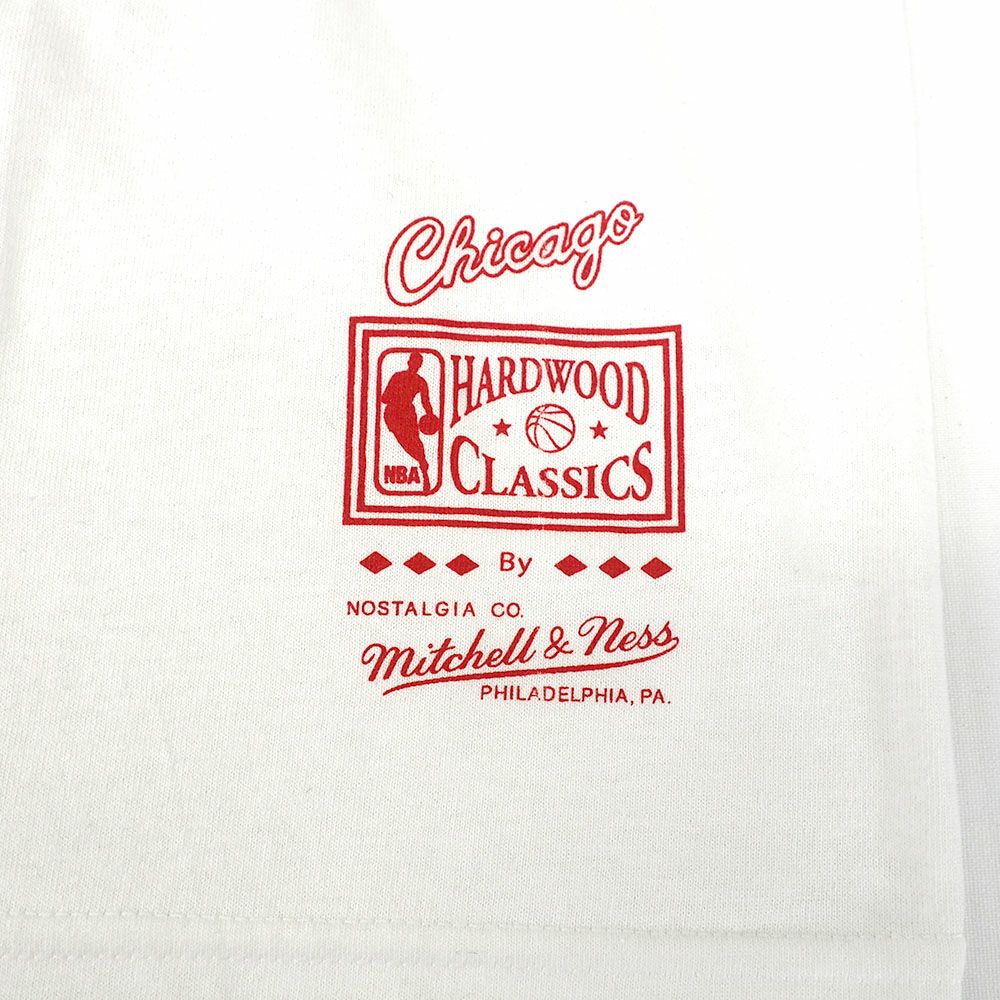 Chicago
HARDWOOD
CLASSICS
NBA
By
NOSTALGIA CO.
Mitchell & Ness
PHILADELPHIA, PA.